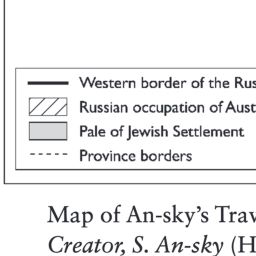 Western border of the Rus
Russian occupation of Aust
Pale of Jewish Settlement
Province borders
Map of An-sky's Trav
Creator, S. An-sky (H